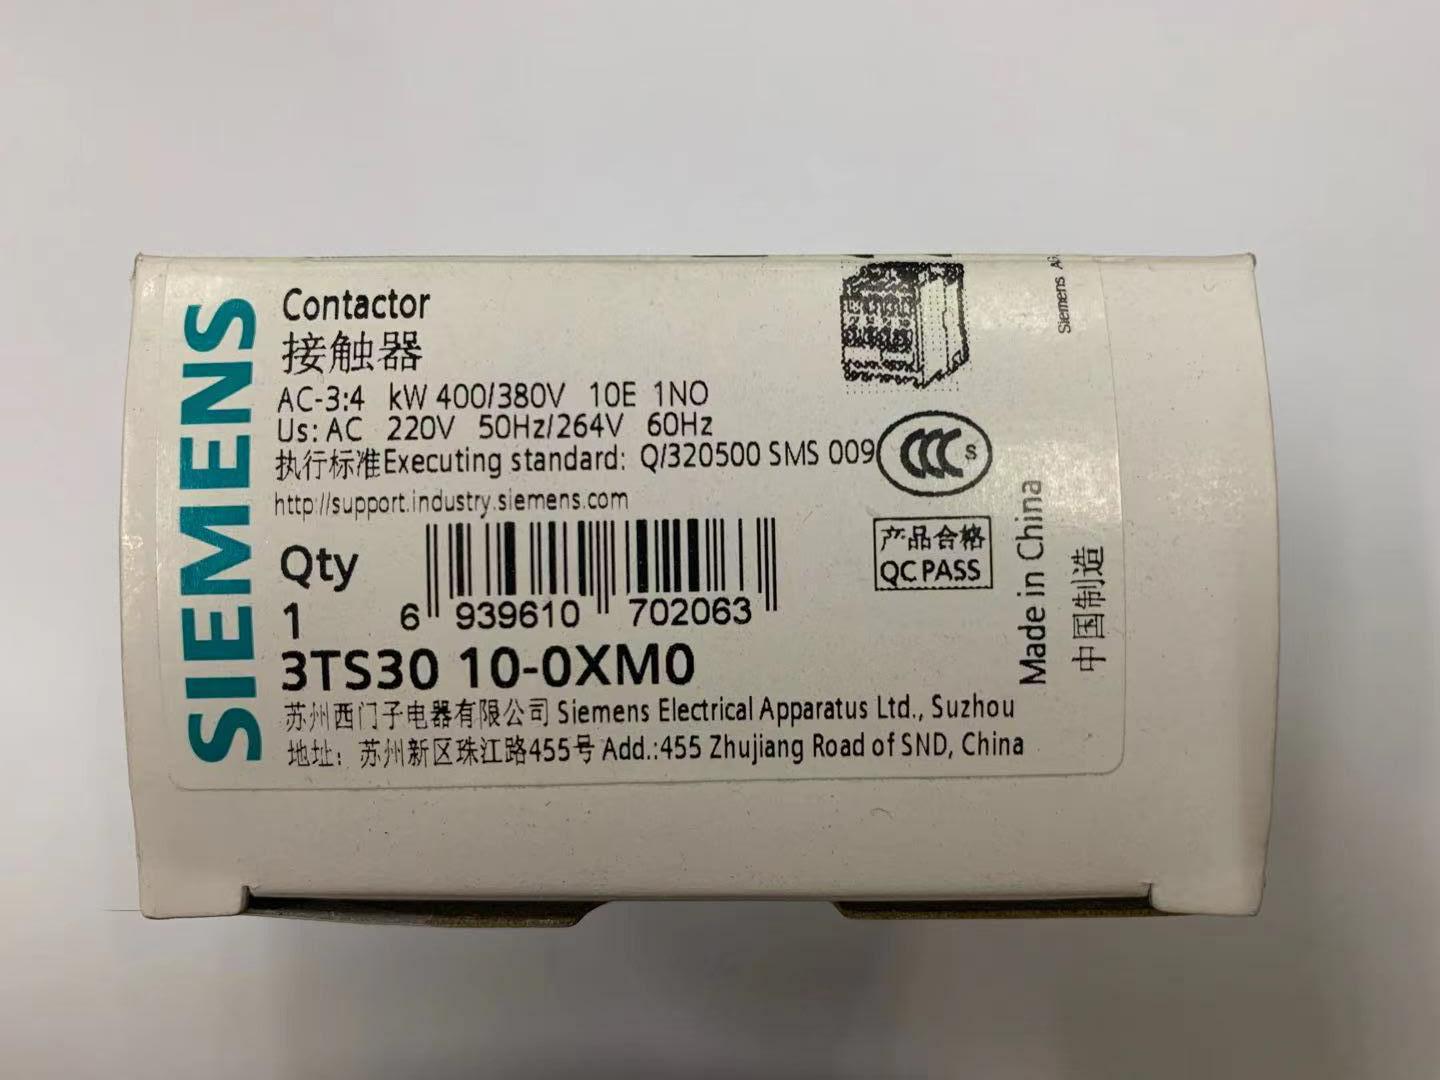 SIEMENS
Contactor
接触器
AC-3:4 kW 400/380V 10E 1NO
Us: AC 220V 50Hz/264V 60Hz
执行标准Executing standard: Q/320500 SMS 009
http://support.industry.siemens.com
Qty
1
6 939610 702063
3TS30 10-0XM0
苏州西门子电器有限公司 Siemens Electrical Apparatus Ltd., Suzhou
地址: 苏州新区珠江路455号 Add.:455 Zhujiang Road of SND, China
CCC S
产品合格
QC PASS
Made in China
中国制造
Siemens AG